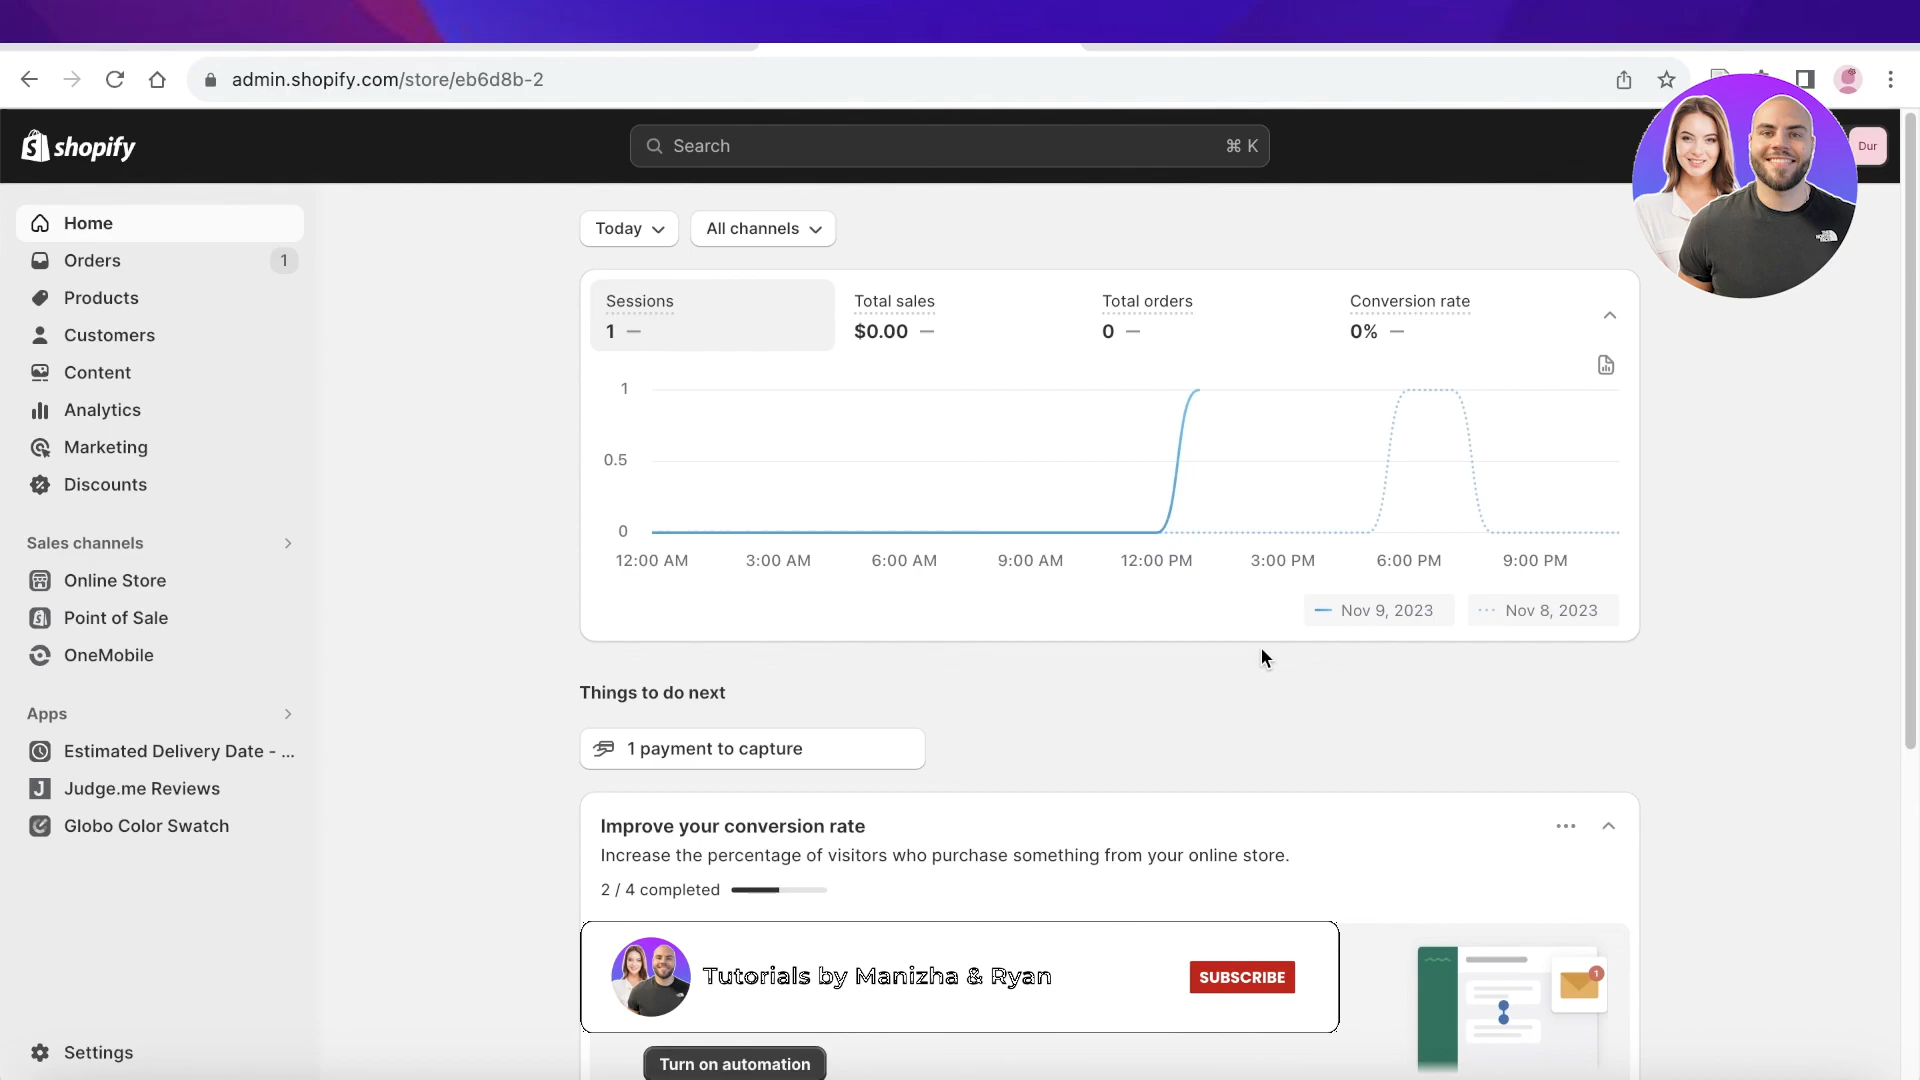 admin.shopify.com/store/eb6d8b-2
shopify
Search
⌘ K
Dur
Home
Orders
1
Products
Customers
Content
Analytics
Marketing
Discounts
Sales channels
Online Store
Point of Sale
OneMobile
Apps
Estimated Delivery Date - ...
Judge.me Reviews
Globo Color Swatch
Settings
Today
All channels
Sessions
1 —
Total sales
$0.00 —
Total orders
0 —
Conversion rate
0% —
1
0.5
0
12:00 AM 3:00 AM 6:00 AM 9:00 AM 12:00 PM 3:00 PM 6:00 PM 9:00 PM
Nov 9, 2023
Nov 8, 2023
Things to do next
1 payment to capture
Improve your conversion rate
Increase the percentage of visitors who purchase something from your online store.
2 / 4 completed
Tutorials by Manizha & Ryan
SUBSCRIBE
1
Turn on automation